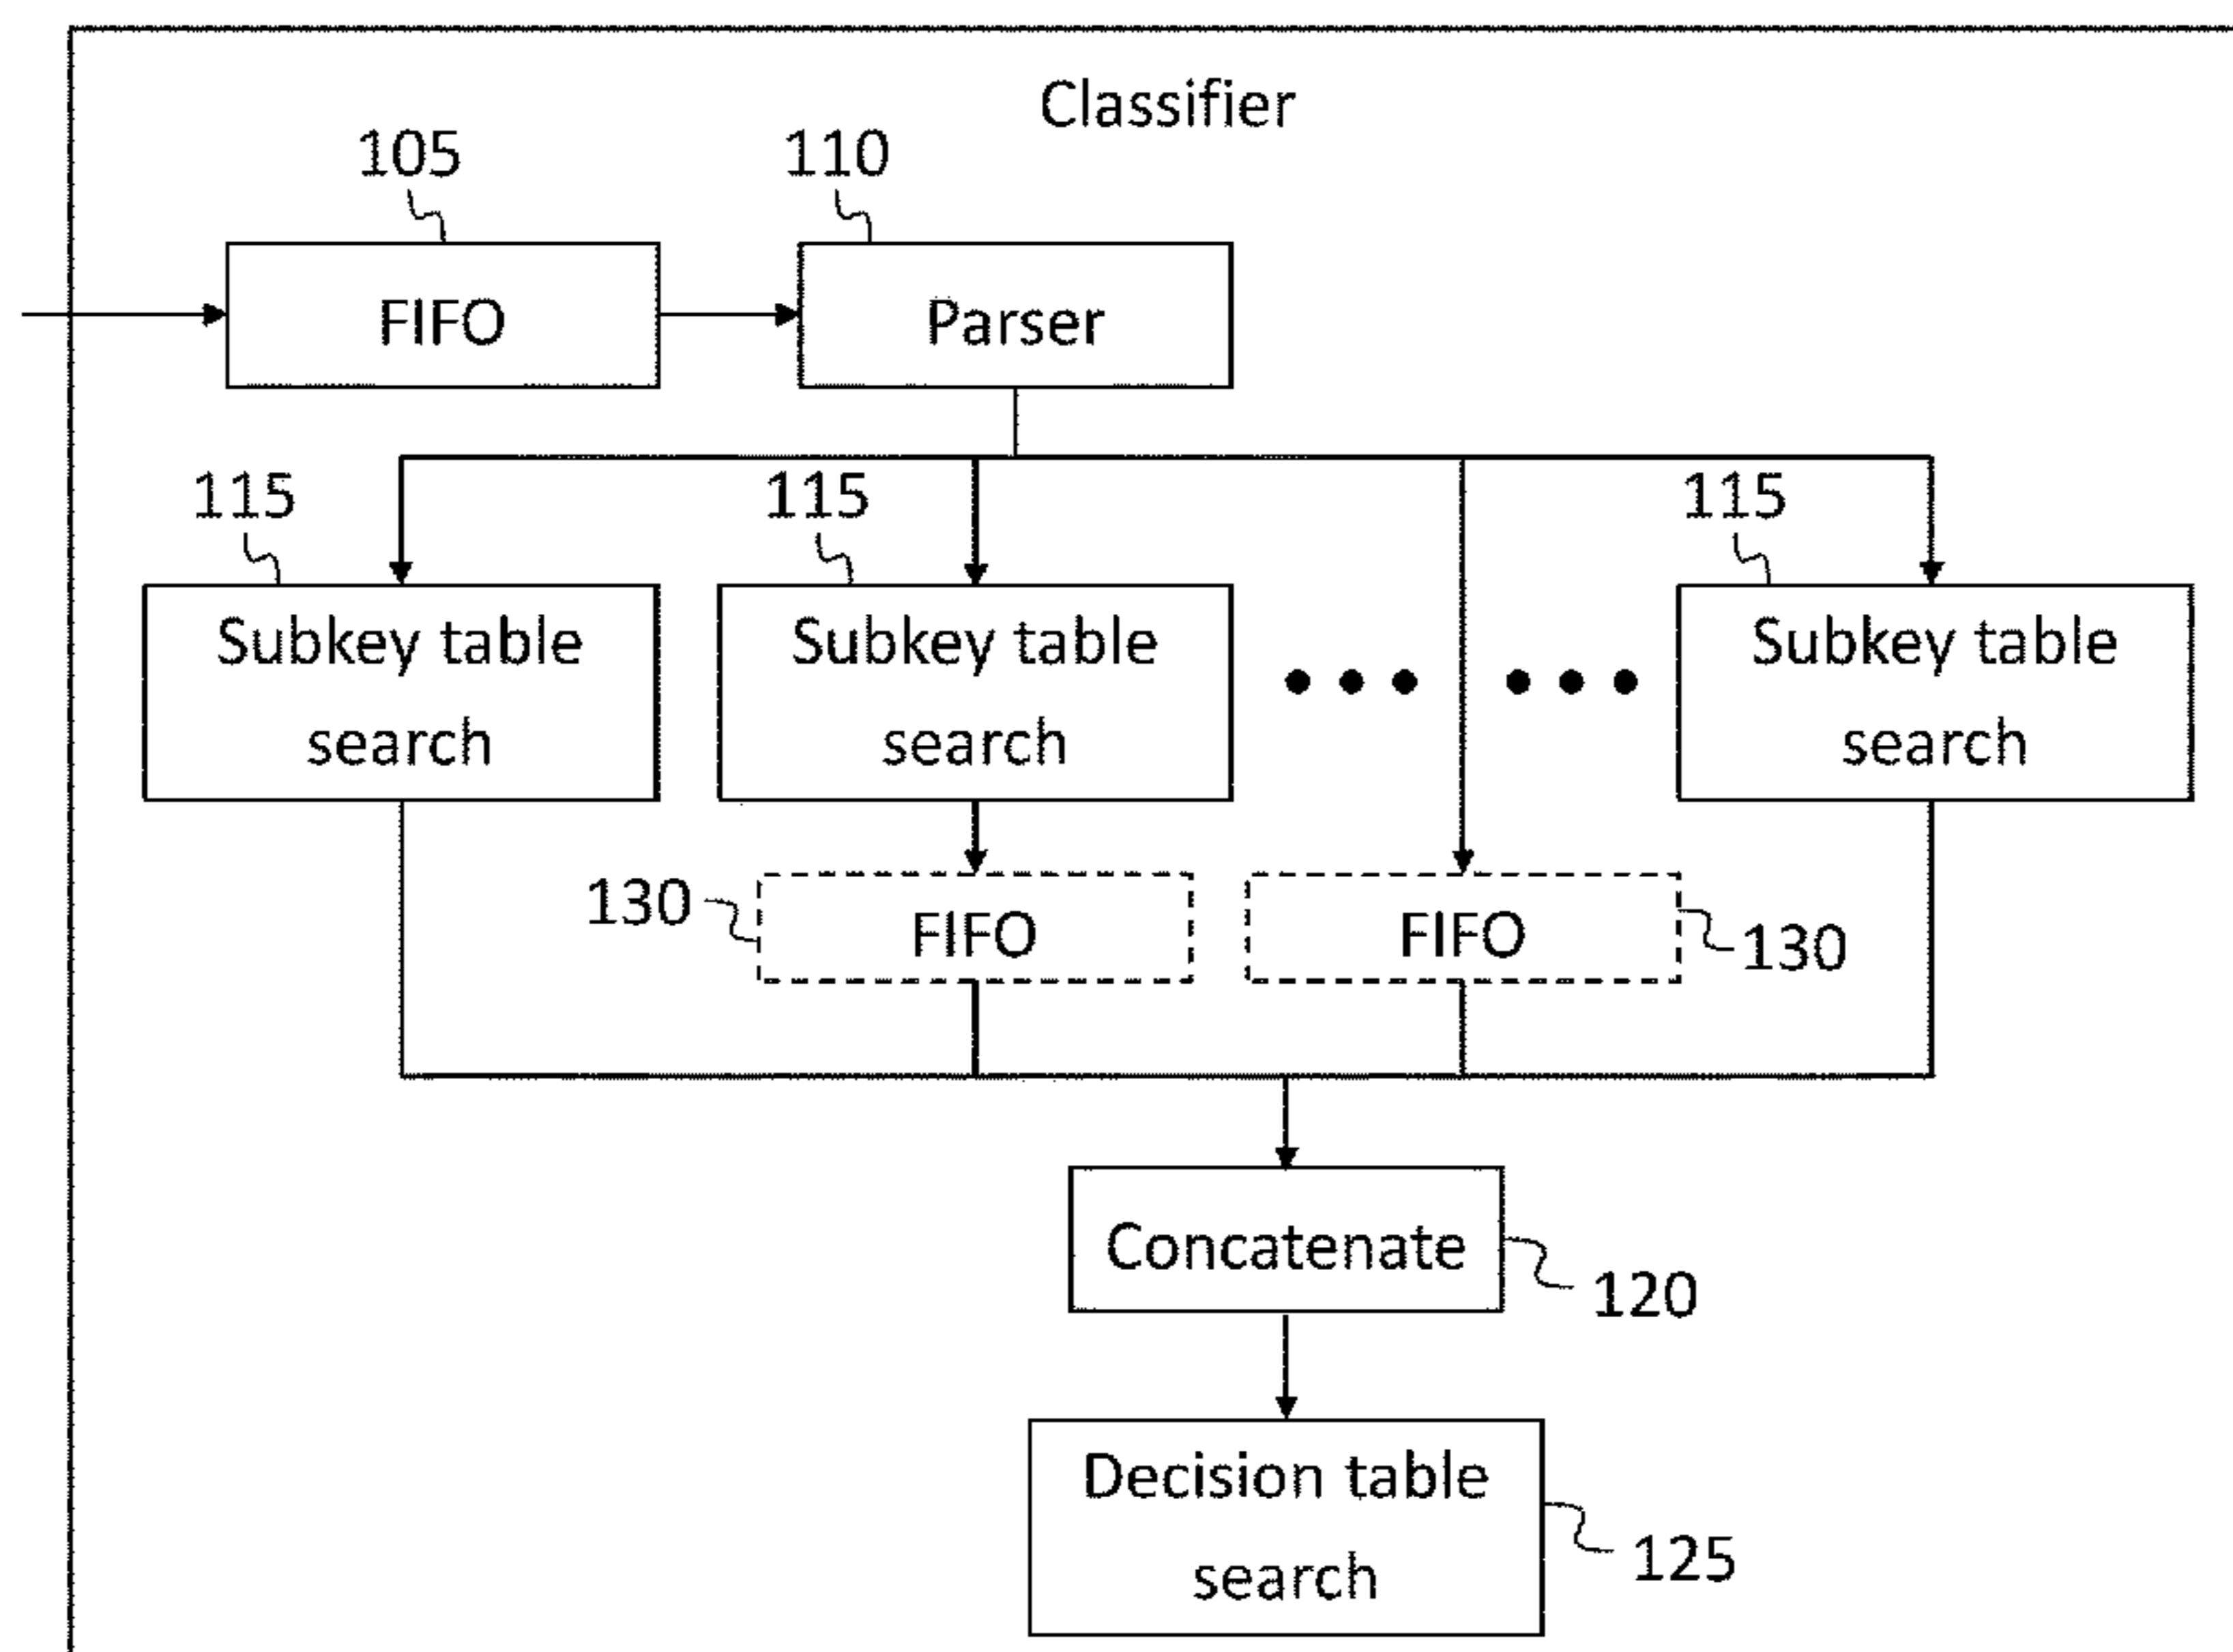 Classifier
105
110
FIFO
Parser
115
115
115
Subkey table
search
Subkey table
search
Subkey table
search
130
FIFO
FIFO
130
Concatenate
120
Decision table
search
125